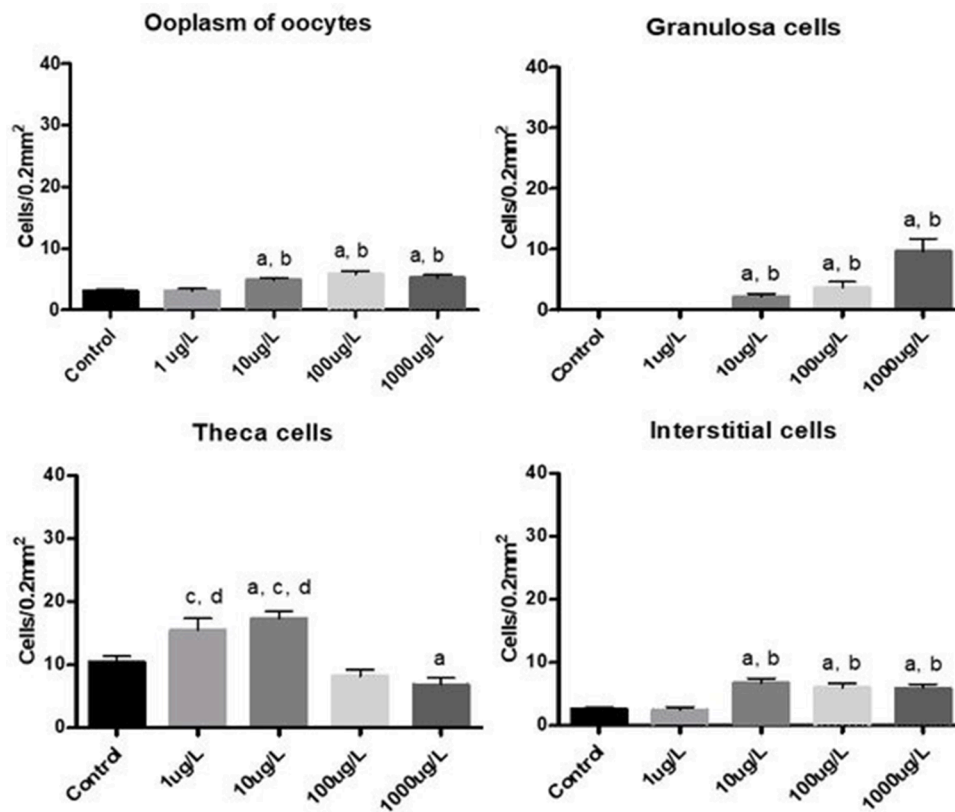 Ooplasm of oocytes
40
30
20
10
0
Cells/0.2mm²
a, b
a, b
a, b
Control
1 ug/L
10ug/L
100ug/L
1000ug/L
Granulosa cells
40
30
20
10
0
Cells/0.2mm²
a, b
a, b
a, b
Control
1 ug/L
10ug/L
100ug/L
1000ug/L
Theca cells
40
30
20
10
0
Cells/0.2mm²
c, d
a, c, d
a
Control
1ug/L
10ug/L
100ug/L
1000ug/L
Interstitial cells
40
30
20
10
0
Cells/0.2mm²
a, b
a, b
a, b
Control
1ug/L
10ug/L
100ug/L
1000ug/L